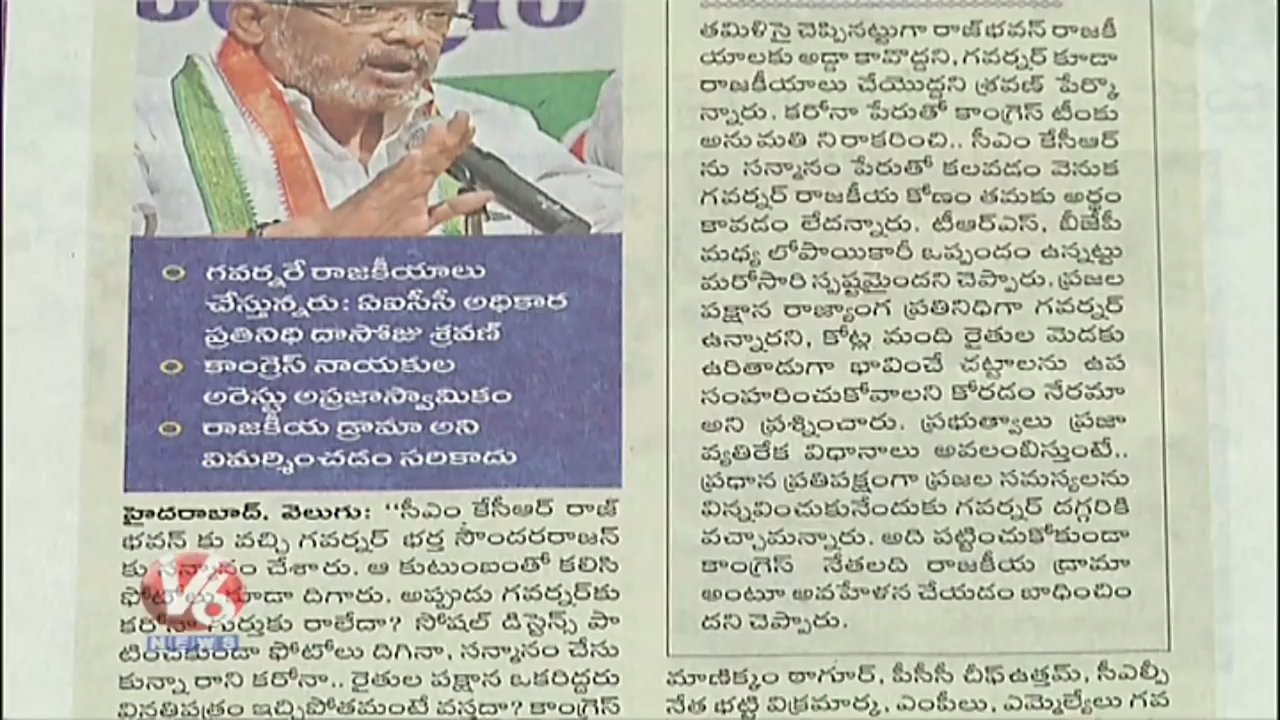 గవర్నరే రాజకీయాలు
చేస్తున్నరు: ఏఐసీసీ అధికార
ప్రతినిధి దాసోజు శ్రవణ్
కాంగ్రెస్ నాయకుల
అరెస్టు అప్రజాస్వామికం
రాజకీయ డ్రామా అని
విమర్శించడం సరికాదు
హైదరాబాద్, వెలుగు: “సీఎం కేసీఆర్ రాజ్
భవన్ కు వచ్చి గవర్నర్ భర్త సౌందరరాజన్
కు సన్మానం చేశారు. ఆ కుటుంబంతో కలిసి
ఫోటోలు కూడా దిగారు. అప్పుడు గవర్నర్‌కు
కరోనా గుర్తుకు రాలేదా? సోషల్ డిస్టెన్స్ పా
టించకుండా ఫోటోలు దిగినా, సన్మానం చేసు
కున్నా రాని కరోనా.. రైతుల పక్షాన ఒకరిద్దరు
వినతిపత్రం ఇచ్చిపోతమంటే వస్తదా? కాంగ్రెస్
తమిళిసై చెప్పినట్టుగా రాజ్ భవన్ రాజకీ
యాలకు అడ్డా కావొద్దని, గవర్నర్ కూడా
రాజకీయాలు చేయొద్దని శ్రవణ్ పేర్కొ
న్నారు. కరోనా పేరుతో కాంగ్రెస్ టీంకు
అనుమతి నిరాకరించి.. సీఎం కేసీఆర్
ను సన్మానం పేరుతో కలవడం వెనుక
గవర్నర్ రాజకీయ కోణం తమకు అర్థం
కావడం లేదన్నారు. టీఆర్ఎస్, బీజేపీ
మధ్య లోపాయికారీ ఒప్పందం ఉన్నట్టు
మరోసారి స్పష్టమైందని చెప్పారు. ప్రజల
పక్షాన రాజ్యాంగ ప్రతినిధిగా గవర్నర్
ఉన్నారని, కోట్ల మంది రైతుల మెడకు
ఉరితాడుగా భావించే చట్టాలను ఉప
సంహరించుకోవాలని కోరడం నేరమా
అని ప్రశ్నించారు. ప్రభుత్వాలు ప్రజా
వ్యతిరేక విధానాలు అవలంబిస్తుంటే..
ప్రధాన ప్రతిపక్షంగా ప్రజల సమస్యలను
విన్నవించుకునేందుకు గవర్నర్ దగ్గరికి
వచ్చామన్నారు. అది పట్టించుకోకుండా
కాంగ్రెస్ నేతలది రాజకీయ డ్రామా
అంటూ అవహేళన చేయడం బాధించిం
దని చెప్పారు.
మాణిక్కం ఠాగూర్, పీసీసీ చీఫ్ ఉత్తమ్, సీఎల్పీ
నేత భట్టి విక్రమార్క, ఎంపీలు, ఎమ్మెల్యేలు గవ
V6
NEWS